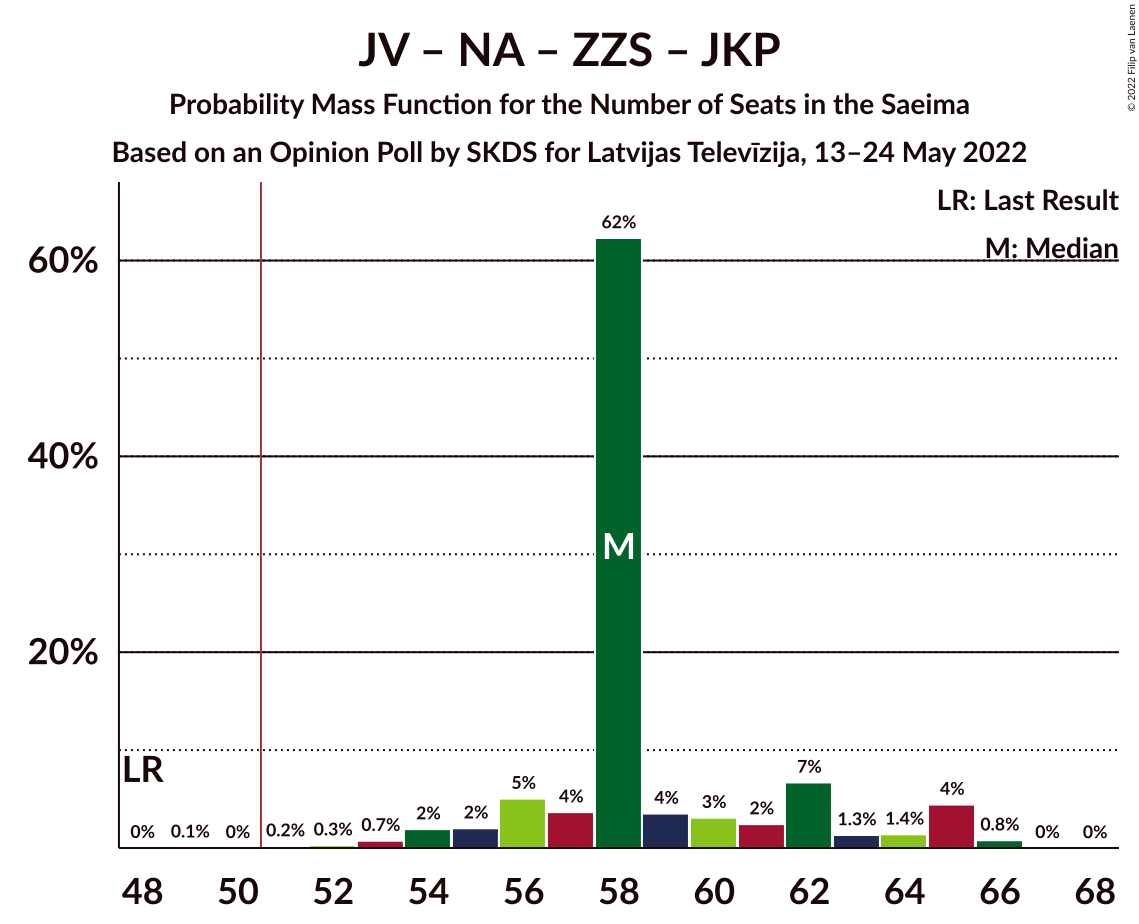 JV – NA – ZZS – JKP
Probability Mass Function for the Number of Seats in the Saeima
Based on an Opinion Poll by SKDS for Latvijas Televīzija, 13–24 May 2022
© 2022 Filip van Laenen
LR: Last Result
M: Median
60%
40%
20%
LR
M
0% 0.1% 0% 0.2% 0.3% 0.7% 2% 2% 5% 4% 62% 4% 3% 2% 7% 1.3% 1.4% 4% 0.8% 0% 0%
48 50 52 54 56 58 60 62 64 66 68